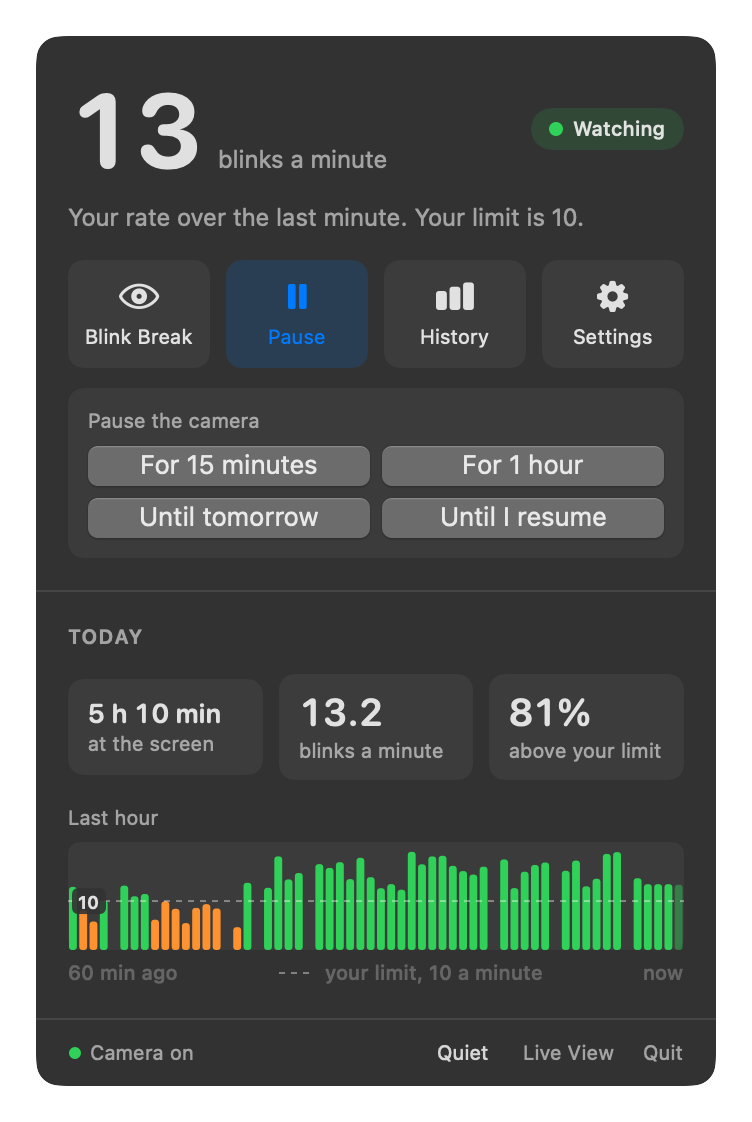 13 blinks a minute
Watching
Your rate over the last minute. Your limit is 10.
Blink Break
Pause
History
Settings
Pause the camera
For 15 minutes
For 1 hour
Until tomorrow
Until I resume
TODAY
5 h 10 min
at the screen
13.2
blinks a minute
81%
above your limit
Last hour
10
60 min ago
your limit, 10 a minute
now
Camera on
Quiet
Live View
Quit